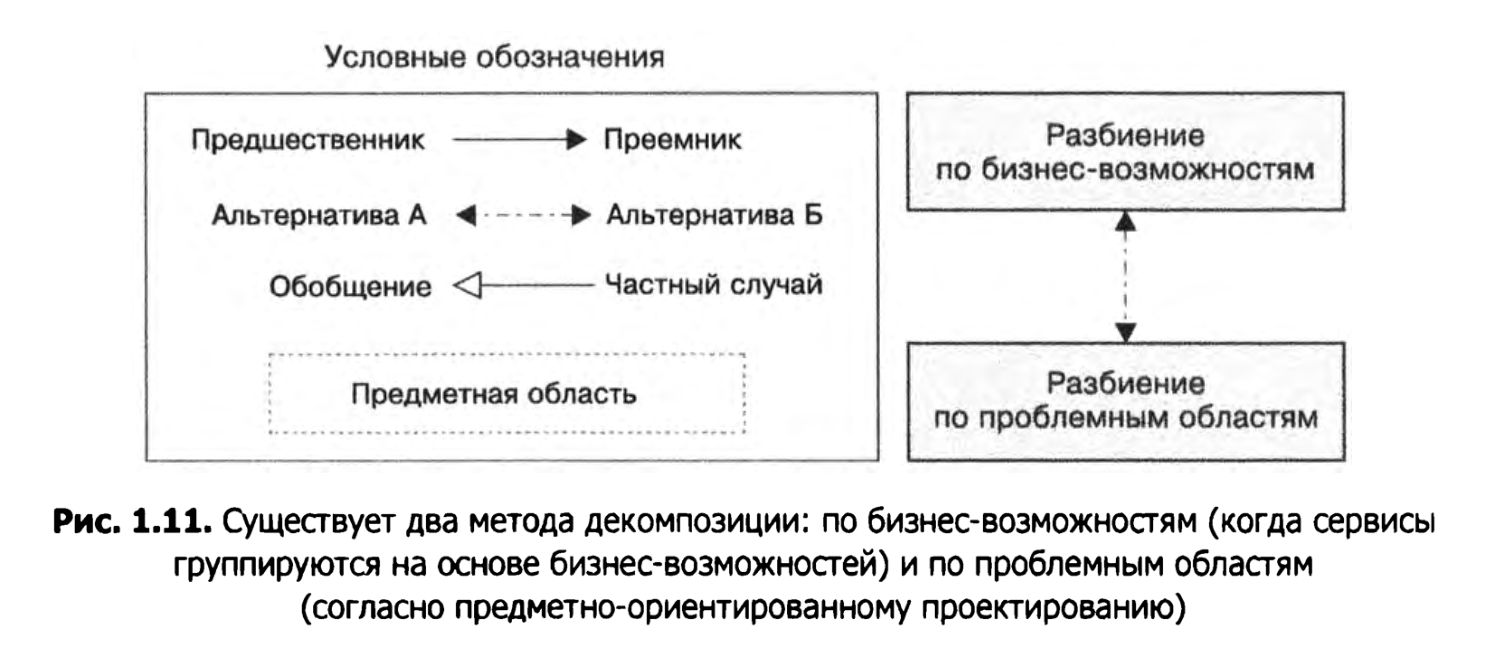 Условные обозначения
Предшественник Преемник
Альтернатива А Альтернатива Б
Обобщение Частный случай
Предметная область
Разбиение
по бизнес-возможностям
Разбиение
по проблемным областям
Рис. 1.11. Существует два метода декомпозиции: по бизнес-возможностям (когда сервисы
группируются на основе бизнес-возможностей) и по проблемным областям
(согласно предметно-ориентированному проектированию)